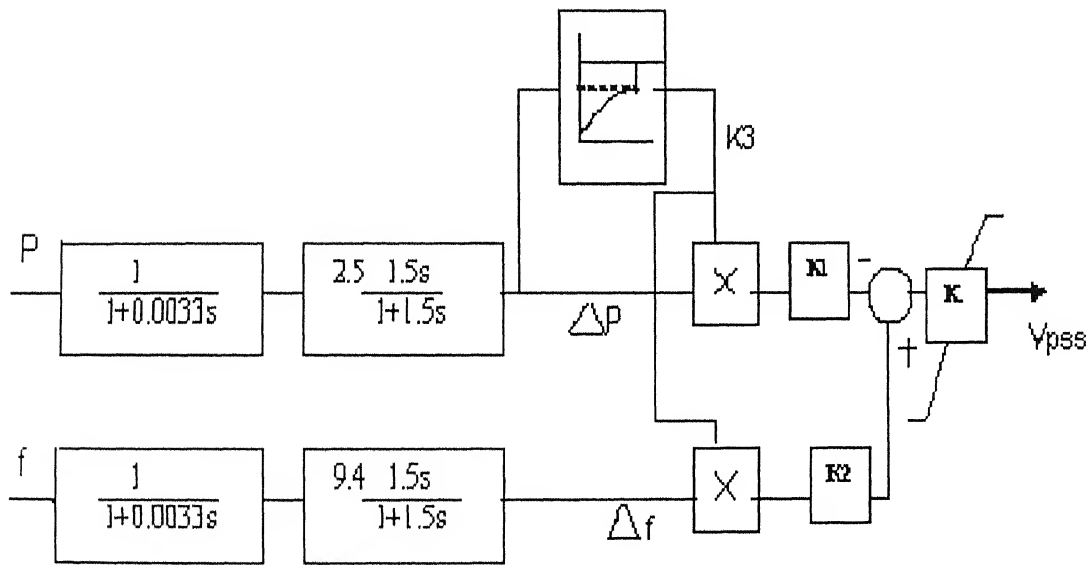 K3
P
1
1+0.0033s
2.5 1.5s
1+1.5s
ΔP
X
K1
-
K
Vpss
+
f
1
1+0.0033s
9.4 1.5s
1+1.5s
Δf
X
K2